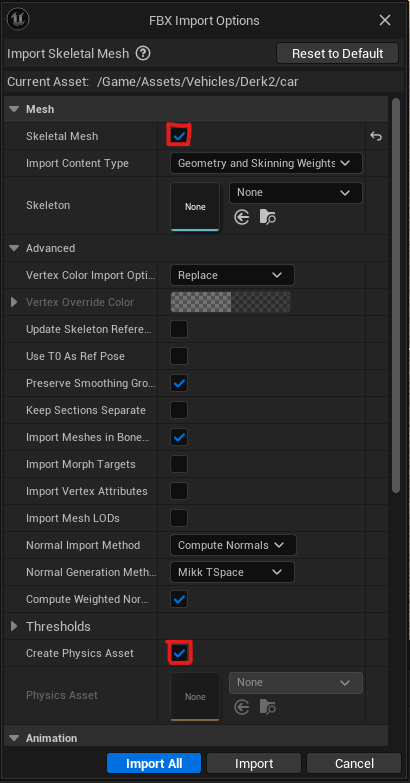 FBX Import Options
Import Skeletal Mesh ? Reset to Default
Current Asset: /Game/Assets/Vehicles/Derk2/car
Mesh
Skeletal Mesh
Import Content Type Geometry and Skinning Weights
Skeleton None None
Advanced
Vertex Color Import Opti... Replace
Vertex Override Color
Update Skeleton Refere...
Use T0 As Ref Pose
Preserve Smoothing Gro...
Keep Sections Separate
Import Meshes in Bone...
Import Morph Targets
Import Vertex Attributes
Import Mesh LODs
Normal Import Method Compute Normals
Normal Generation Meth... Mikk TSpace
Compute Weighted Nor...
Thresholds
Create Physics Asset
Physics Asset None None
Animation
Import All Import Cancel